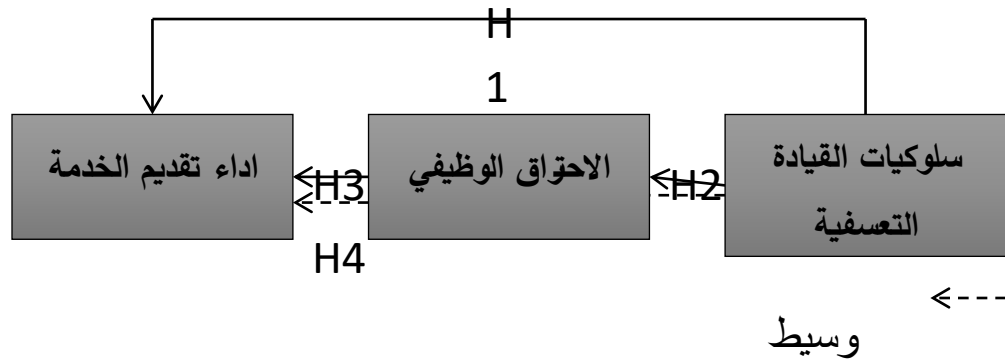 H
1
سلوكيات القيادة
التعسفية
H2
الاحتراق الوظيفي
H3
H4
اداء تقديم الخدمة
وسيط